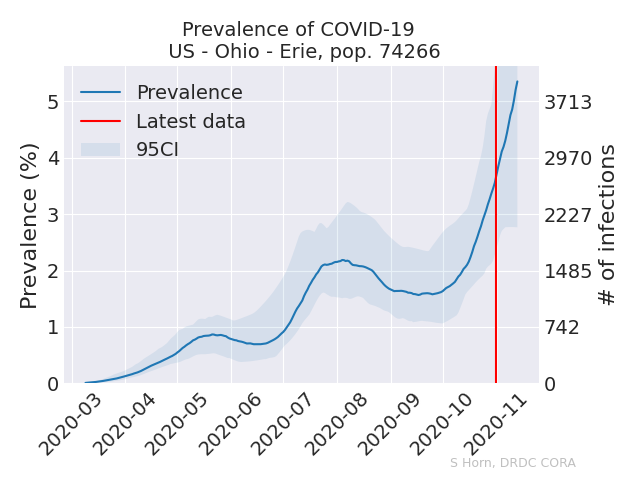 Prevalence of COVID-19
US - Ohio - Erie, pop. 74266
Prevalence
Latest data
95CI
Prevalence (%)
5
4
3
2
1
0
3713
2970
2227
1485
742
0
# of infections
2020-03
2020-04
2020-05
2020-06
2020-07
2020-08
2020-09
2020-10
2020-11
S Horn, DRDC CORA